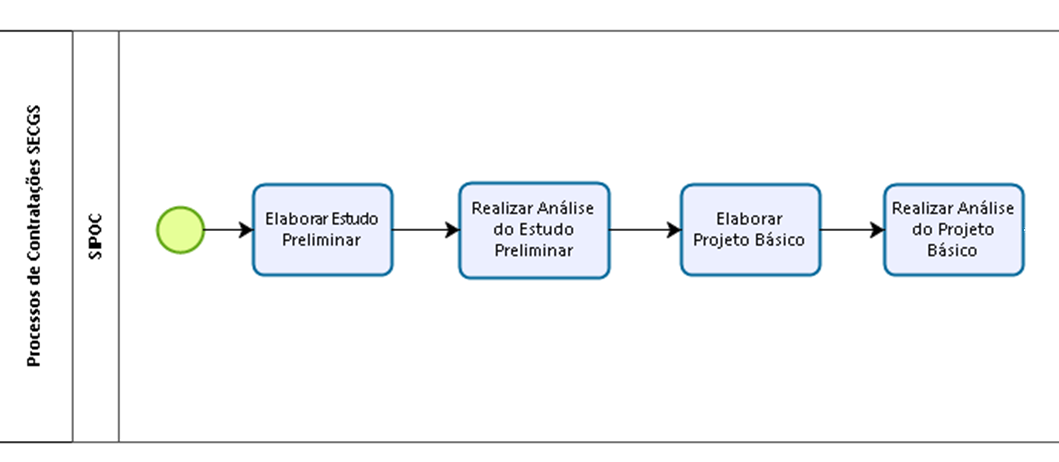 Processos de Contratações SECGS
SIPOC
Elaborar Estudo
Preliminar
Realizar Análise
do Estudo
Preliminar
Elaborar
Projeto Básico
Realizar Análise
do Projeto
Básico